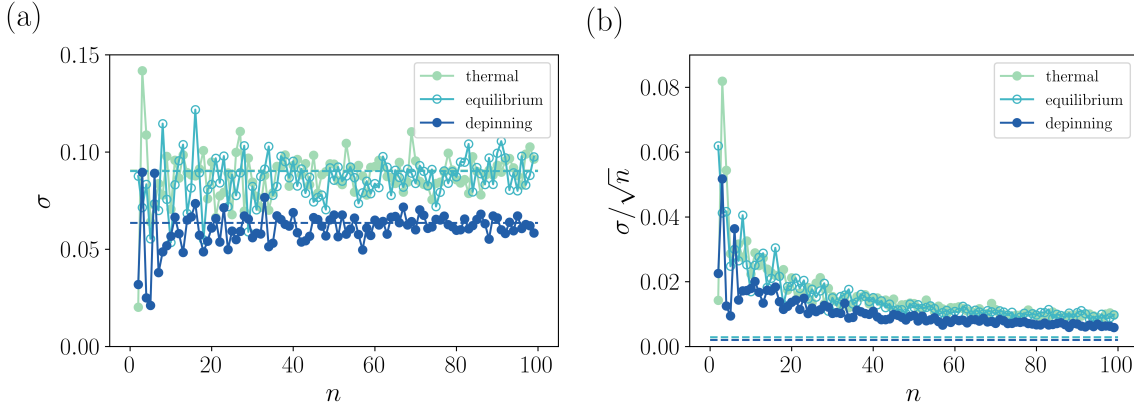 (a)
σ
0.15
0.10
0.05
0.00
0 20 40 60 80 100
n
thermal
equilibrium
depinning
(b)
σ/√n
0.08
0.06
0.04
0.02
0.00
0 20 40 60 80 100
n
thermal
equilibrium
depinning